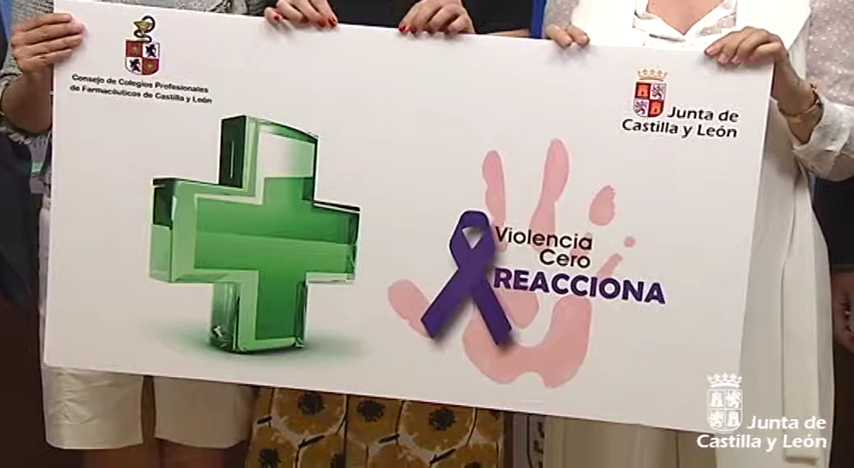 Consejo de Colegios Profesionales
de Farmacéuticos de Castilla y León
Junta de
Castilla y León
Violencia
Cero
REACCIONA
Junta de
Castilla y León